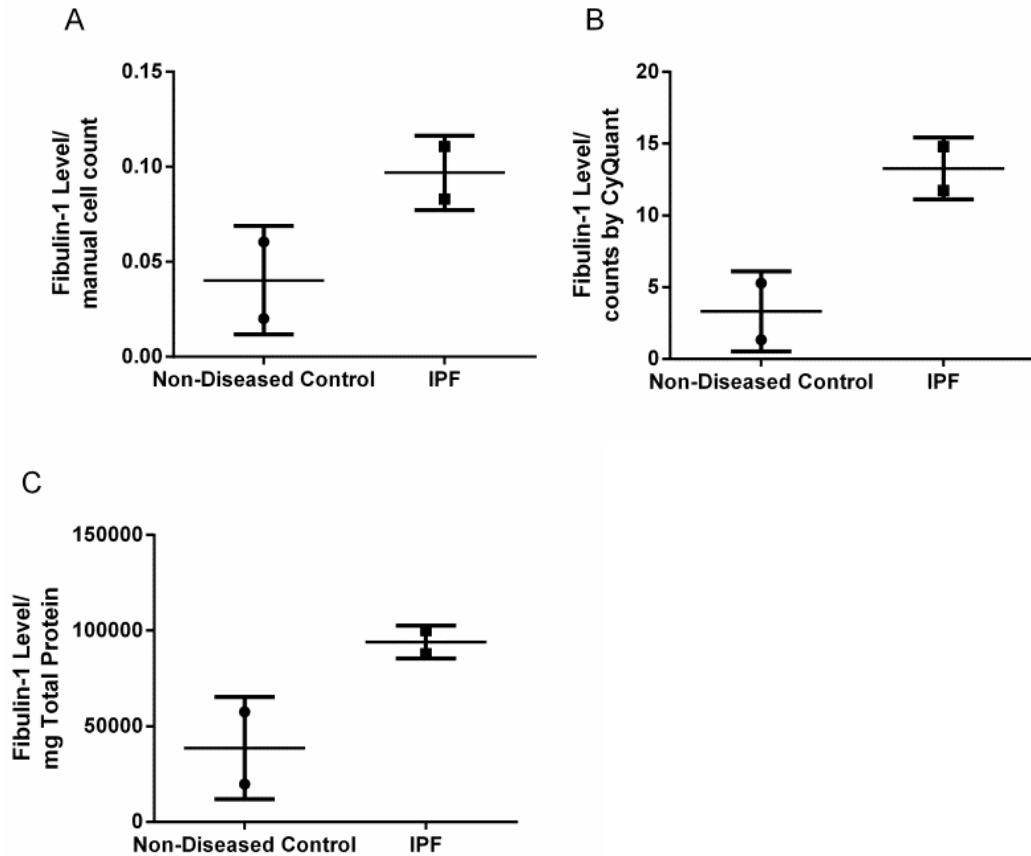 A
Fibulin-1 Level/
manual cell count
0.15
0.10
0.05
0.00
Non-Diseased Control
IPF
B
Fibulin-1 Level/
counts by CyQuant
20
15
10
5
0
Non-Diseased Control
IPF
C
Fibulin-1 Level/
mg Total Protein
150000
100000
50000
0
Non-Diseased Control
IPF